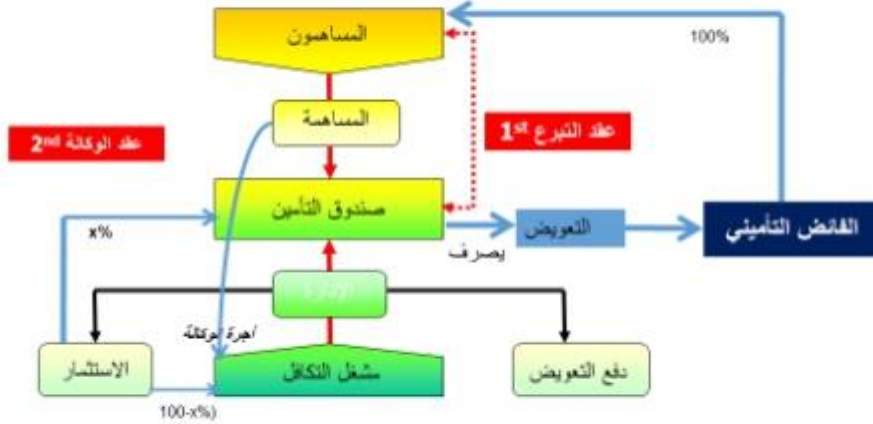 المساهمون
100%
المساهمة
عقد التبرع 1st
عقد الوكالة 2nd
صندوق التأمين
x%
يصرف
التعويض
الفائض التأميني
أجرة الوكالة
الاستثمار
مشغل التكافل
دفع التعويض
100-x%)